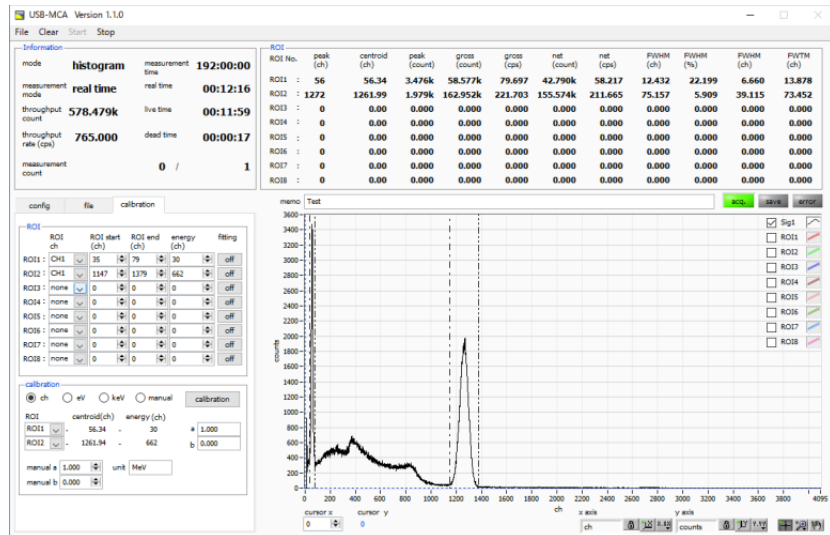 USB-MCA Version 1.1.0
File Clear Start Stop
Information
mode histogram measurement time 192:00:00
measurement mode real time real time 00:12:16
throughput count 578.479k live time 00:11:59
throughput rate (cps) 765.000 dead time 00:00:17
measurement count 0 / 1
ROI
ROI No. peak (ch) centroid (ch) peak (count) gross (count) gross (cps) net (count) net (cps) FWHM (ch) FWHM (%) FWHM (ch) FWTM (ch)
ROI1 : 56 56.34 3.476k 58.577k 79.697 42.790k 58.217 12.432 22.199 6.660 13.878
ROI2 : 1272 1261.99 1.979k 162.952k 221.703 155.574k 211.665 75.157 5.909 39.115 73.452
ROI3 : 0 0.00 0.000 0.000 0.000 0.000 0.000 0.000 0.000 0.000 0.000
ROI4 : 0 0.00 0.000 0.000 0.000 0.000 0.000 0.000 0.000 0.000 0.000
ROI5 : 0 0.00 0.000 0.000 0.000 0.000 0.000 0.000 0.000 0.000 0.000
ROI6 : 0 0.00 0.000 0.000 0.000 0.000 0.000 0.000 0.000 0.000 0.000
ROI7 : 0 0.00 0.000 0.000 0.000 0.000 0.000 0.000 0.000 0.000 0.000
ROI8 : 0 0.00 0.000 0.000 0.000 0.000 0.000 0.000 0.000 0.000 0.000
config file calibration
ROI
ROI ch ROI start (ch) ROI end (ch) energy (ch) fitting
ROI1 : CH1 35 79 30 off
ROI2 : CH1 1147 1379 662 off
ROI3 : none 0 0 0 off
ROI4 : none 0 0 0 off
ROI5 : none 0 0 0 off
ROI6 : none 0 0 0 off
ROI7 : none 0 0 0 off
ROI8 : none 0 0 0 off
calibration
ch eV keV manual calibration
ROI centroid(ch) energy (ch)
ROI1 - 56.34 - 30 a 1.000
ROI2 - 1261.94 - 662 b 0.000
manual a 1.000 unit MeV
manual b 0.000
memo Test acq. save error
3600
3400
3200
3000
2800
2600
2400
2200
2000
1800
1600
1400
1200
1000
800
600
400
200
0
counts
Sig1
ROI1
ROI2
ROI3
ROI4
ROI5
ROI6
ROI7
ROI8
0 200 400 600 800 1000 1200 1400 1600 1800 2000 2200 2400 2600 2800 3000 3200 3400 3600 3800 4095
ch
cursor x cursor y x axis y axis
0 0 ch counts